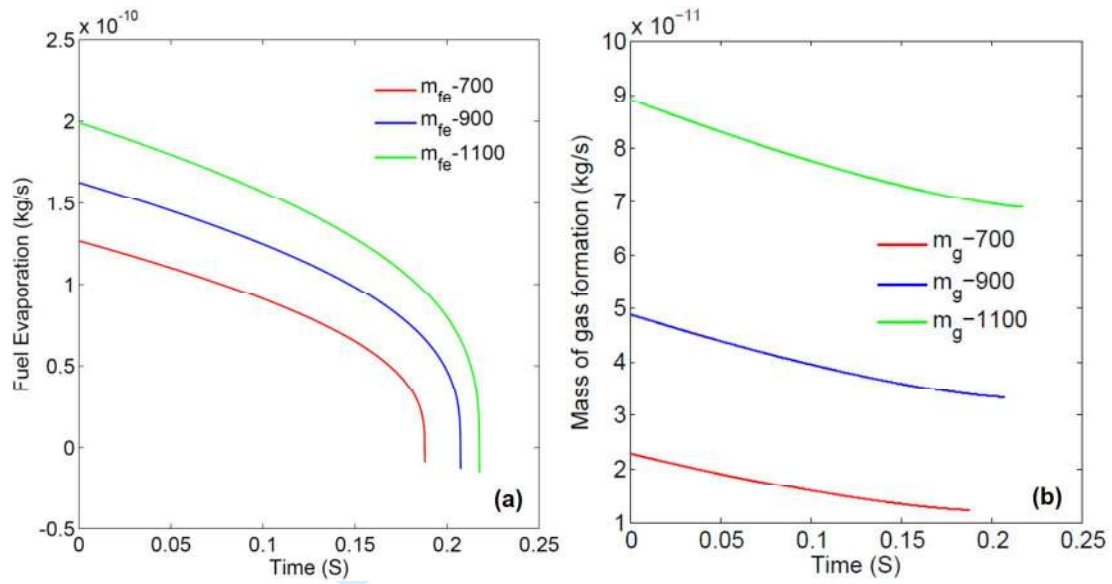 x 10⁻¹⁰
2.5
2
1.5
1
0.5
0
-0.5
Fuel Evaporation (kg/s)
m_fe-700
m_fe-900
m_fe-1100
(a)
0
0.05
0.1
0.15
0.2
0.25
Time (S)
x 10⁻¹¹
10
9
8
7
6
5
4
3
2
1
Mass of gas formation (kg/s)
m_g-700
m_g-900
m_g-1100
(b)
0
0.05
0.1
0.15
0.2
0.25
Time (S)